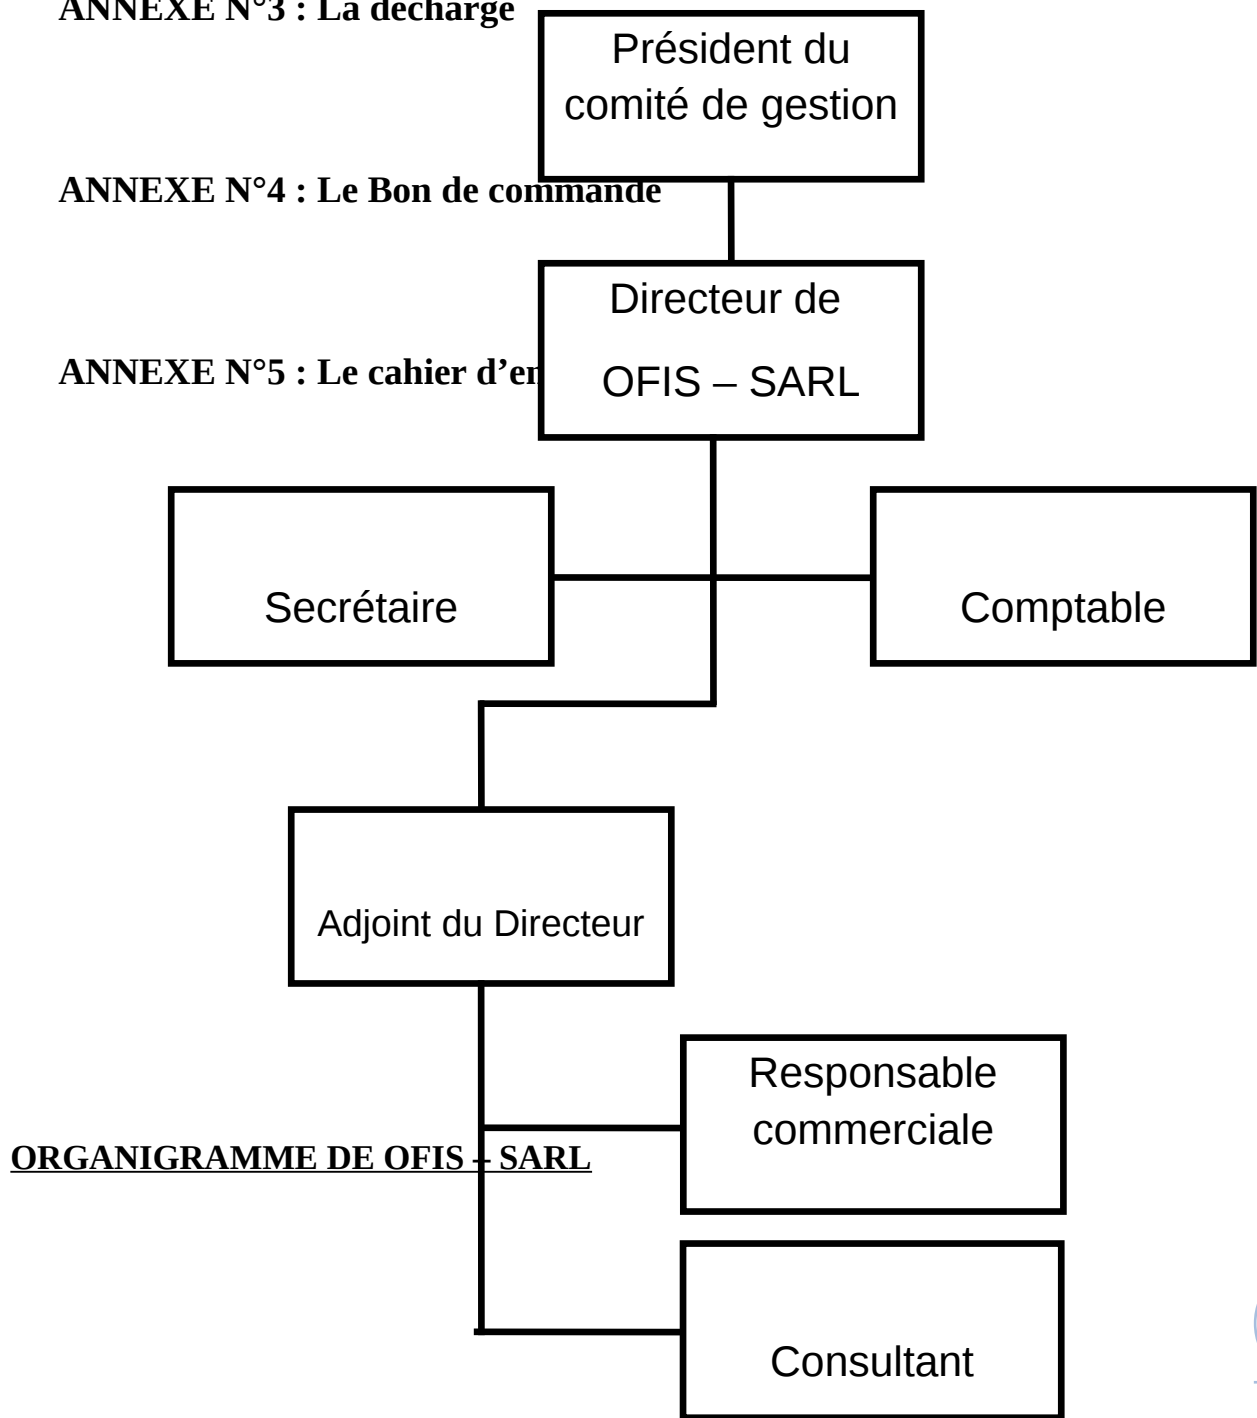 ANNEXE N°3 : La décharge
Président du
comité de gestion
ANNEXE N°4 : Le Bon de commande
Directeur de
OFIS – SARL
ANNEXE N°5 : Le cahier
Secrétaire
Comptable
Adjoint du Directeur
Responsable
commerciale
ORGANIGRAMME DE OFIS – SARL
Consultant